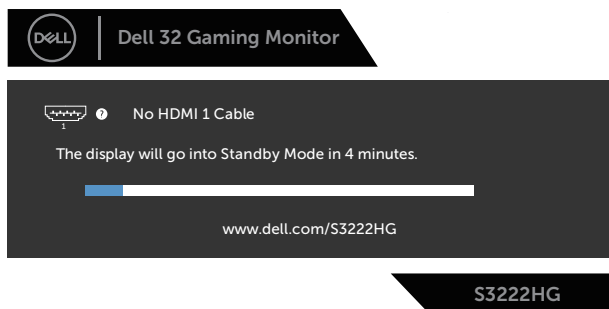 DELL
Dell 32 Gaming Monitor
1
?
No HDMI 1 Cable
The display will go into Standby Mode in 4 minutes.
www.dell.com/S3222HG
S3222HG